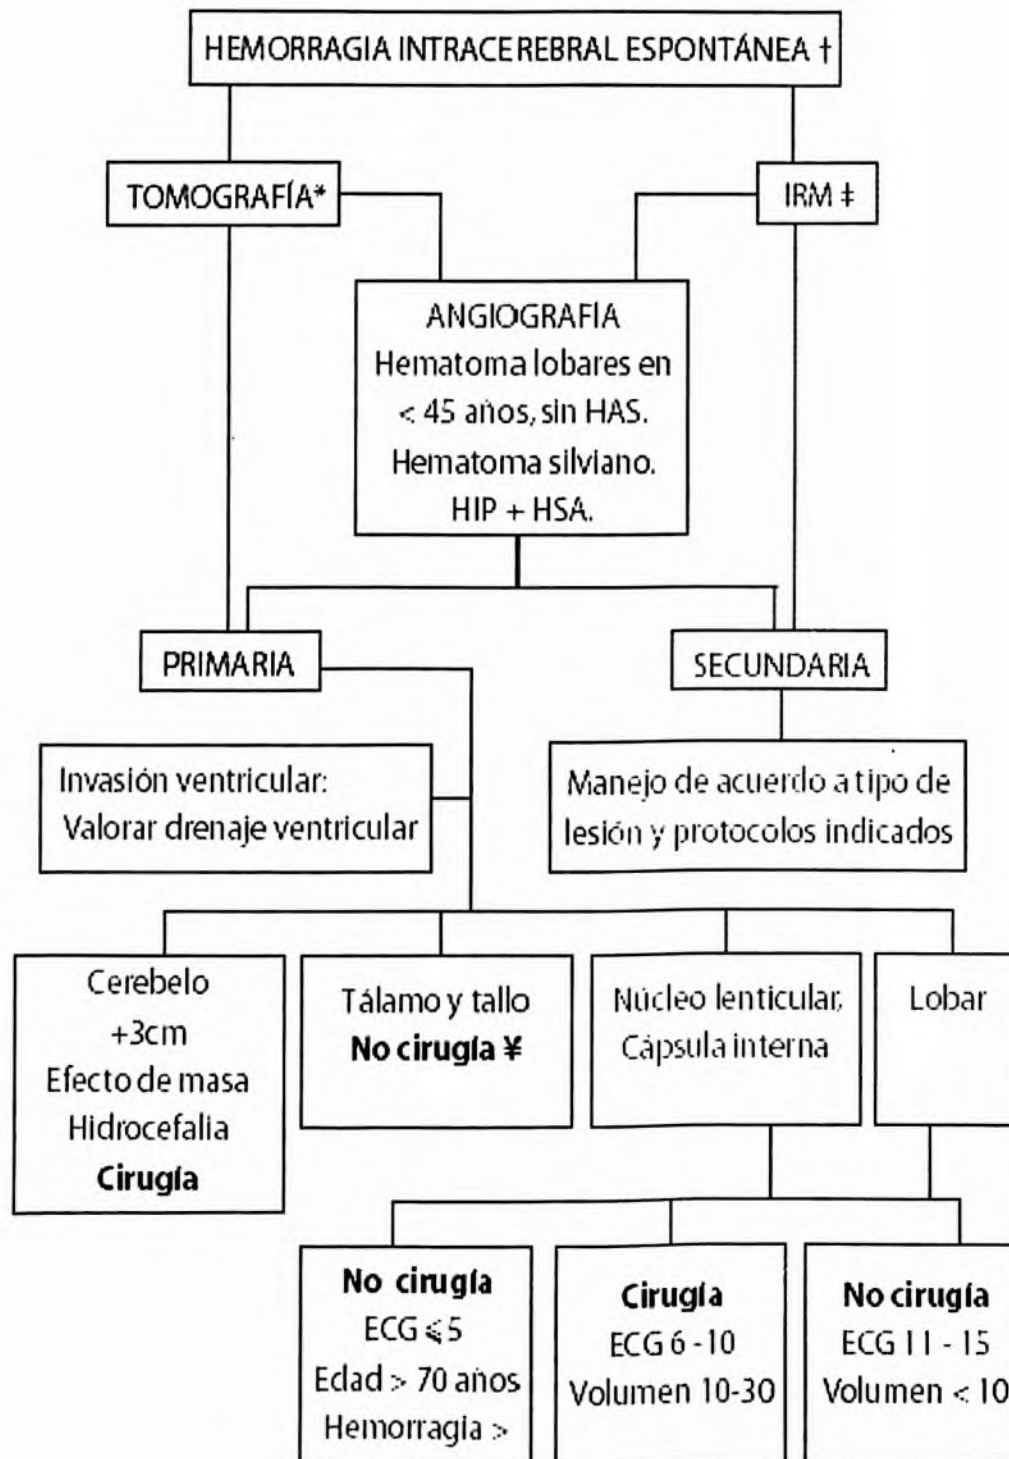 HEMORRAGIA INTRACEREBRAL ESPONTÁNEA †
TOMOGRAFÍA*
IRM ‡
ANGIOGRAFÍA
Hematoma lobares en
< 45 años, sin HAS.
Hematoma silviano.
HIP + HSA.
PRIMARIA
SECUNDARIA
Invasión ventricular:
Valorar drenaje ventricular
Manejo de acuerdo a tipo de
lesión y protocolos indicados
Cerebelo
+3cm
Efecto de masa
Hidrocefalia
Cirugía
Tálamo y tallo
No cirugía ¥
Núcleo lenticular,
Cápsula interna
Lobar
No cirugía
ECG ⩽ 5
Edad > 70 años
Hemorragia >
Cirugía
ECG 6 -10
Volumen 10-30
No cirugía
ECG 11 - 15
Volumen < 10